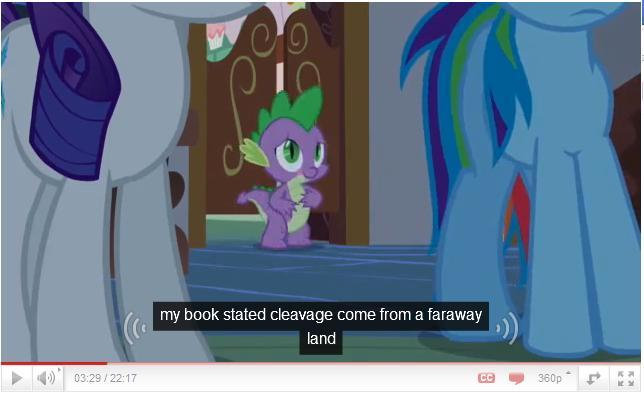 my book stated cleavage come from a faraway
land
03:29 / 22:17
CC
360p